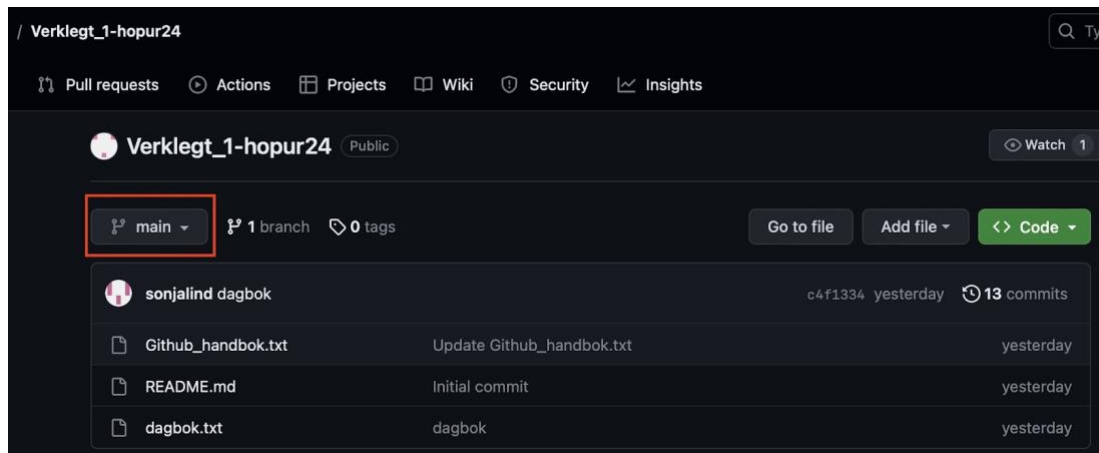 / Verklegt_1-hopur24
Pull requests Actions Projects Wiki Security Insights
Verklegt_1-hopur24 Public Watch 1
main 1 branch 0 tags Go to file Add file <> Code
sonjalind dagbok c4f1334 yesterday 13 commits
Github_handbok.txt Update Github_handbok.txt yesterday
README.md Initial commit yesterday
dagbok.txt dagbok yesterday